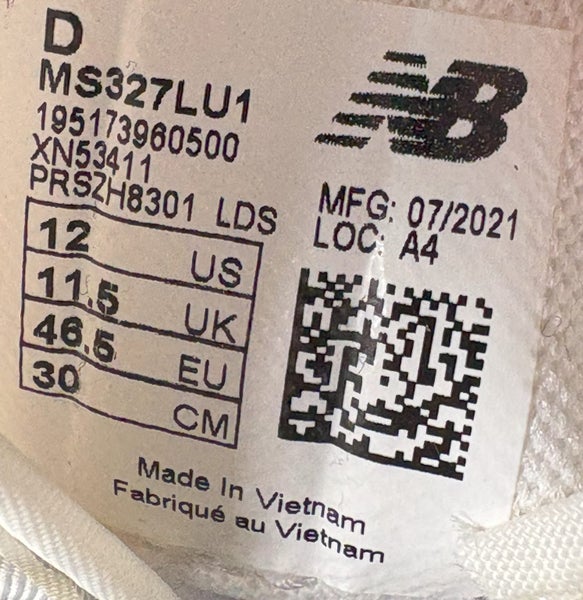 D
MS327LU1
195173960500
XN53411
PRSZH8301 LDS
NB
MFG: 07/2021
LOC: A4
12 US
11.5 UK
46.5 EU
30 CM
Made In Vietnam
Fabriqué au Vietnam